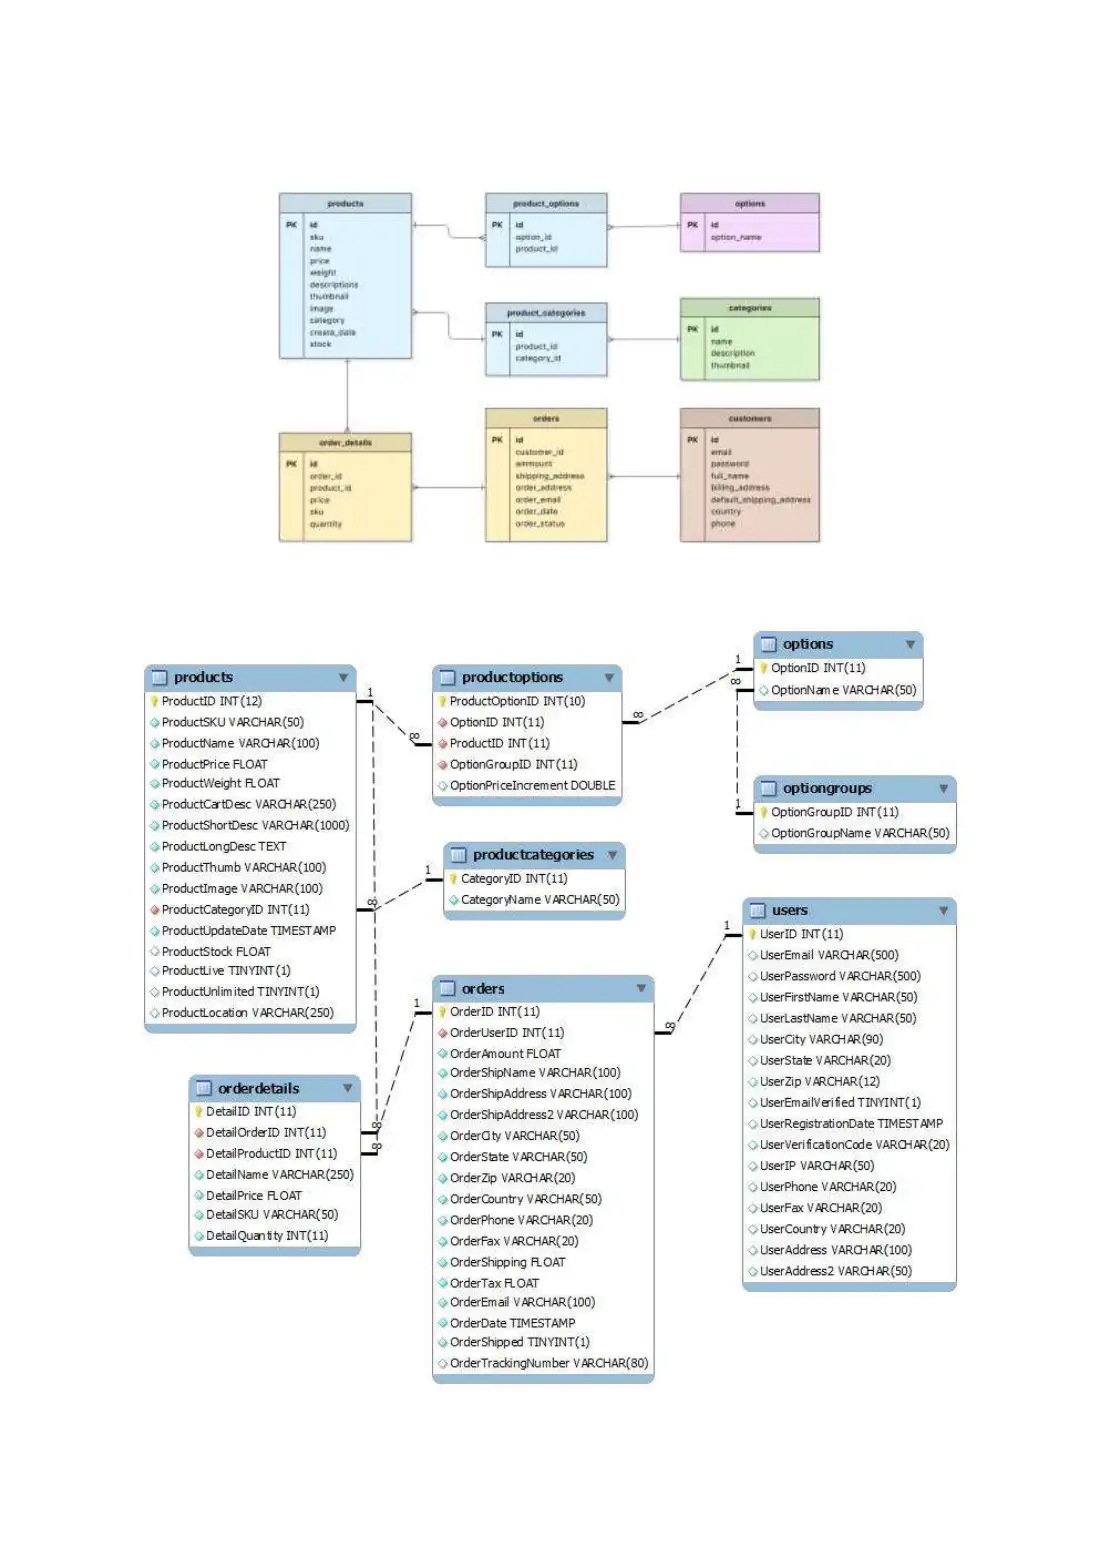 products
PK id
sku
name
price
weight
descriptions
thumbnail
image
category
create_date
stock
product_options
PK id
option_id
product_id
options
PK id
option_name
product_categories
PK id
product_id
category_id
categories
PK id
name
description
thumbnail
order_details
PK id
order_id
product_id
price
sku
quantity
orders
PK id
customer_id
ammount
shipping_address
order_address
order_email
order_date
order_status
customers
PK id
email
password
full_name
billing_address
default_shipping_address
country
phone
products
ProductID INT(12)
ProductSKU VARCHAR(50)
ProductName VARCHAR(100)
ProductPrice FLOAT
ProductWeight FLOAT
ProductCartDesc VARCHAR(250)
ProductShortDesc VARCHAR(1000)
ProductLongDesc TEXT
ProductThumb VARCHAR(100)
ProductImage VARCHAR(100)
ProductCategoryID INT(11)
ProductUpdateDate TIMESTAMP
ProductStock FLOAT
ProductLive TINYINT(1)
ProductUnlimited TINYINT(1)
ProductLocation VARCHAR(250)
1
∞
productoptions
ProductOptionID INT(10)
OptionID INT(11)
ProductID INT(11)
OptionGroupID INT(11)
OptionPriceIncrement DOUBLE
∞
1
options
OptionID INT(11)
OptionName VARCHAR(50)
∞
1
optiongroups
OptionGroupID INT(11)
OptionGroupName VARCHAR(50)
∞
1
productcategories
CategoryID INT(11)
CategoryName VARCHAR(50)
orderdetails
DetailID INT(11)
DetailOrderID INT(11)
DetailProductID INT(11)
DetailName VARCHAR(250)
DetailPrice FLOAT
DetailSKU VARCHAR(50)
DetailQuantity INT(11)
∞
∞
1
orders
OrderID INT(11)
OrderUserID INT(11)
OrderAmount FLOAT
OrderShipName VARCHAR(100)
OrderShipAddress VARCHAR(100)
OrderShipAddress2 VARCHAR(100)
OrderCity VARCHAR(50)
OrderState VARCHAR(50)
OrderZip VARCHAR(20)
OrderCountry VARCHAR(50)
OrderPhone VARCHAR(20)
OrderFax VARCHAR(20)
OrderShipping FLOAT
OrderTax FLOAT
OrderEmail VARCHAR(100)
OrderDate TIMESTAMP
OrderShipped TINYINT(1)
OrderTrackingNumber VARCHAR(80)
∞
1
users
UserID INT(11)
UserEmail VARCHAR(500)
UserPassword VARCHAR(500)
UserFirstName VARCHAR(50)
UserLastName VARCHAR(50)
UserCity VARCHAR(90)
UserState VARCHAR(20)
UserZip VARCHAR(12)
UserEmailVerified TINYINT(1)
UserRegistrationDate TIMESTAMP
UserVerificationCode VARCHAR(20)
UserIP VARCHAR(50)
UserPhone VARCHAR(20)
UserFax VARCHAR(20)
UserCountry VARCHAR(20)
UserAddress VARCHAR(100)
UserAddress2 VARCHAR(50)